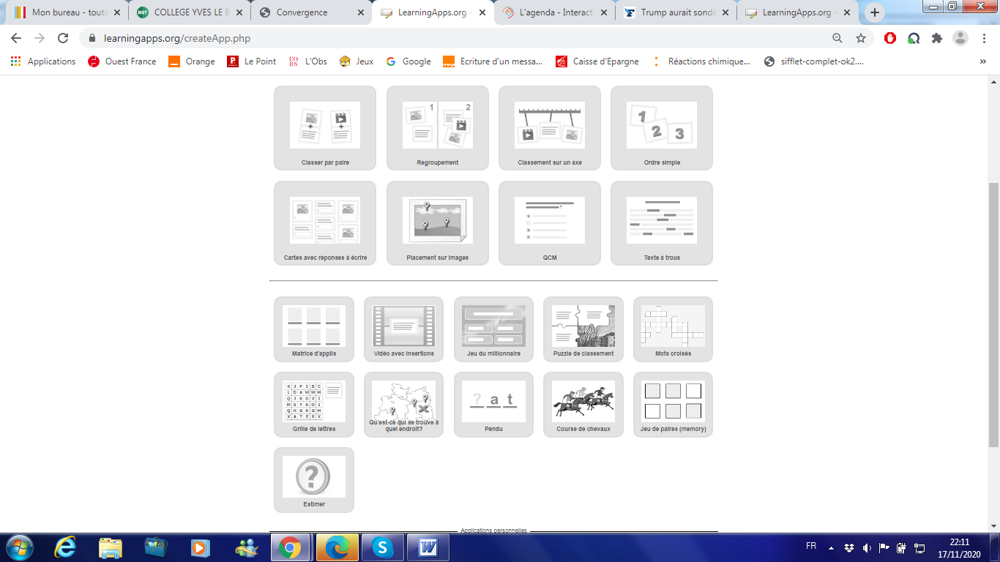 Mon bureau - touta
COLLEGE YVES LE B
Convergence
LearningApps.org -
L'agenda - Interact
Trump aurait sondé
LearningApps.org -
learningapps.org/createApp.php
Applications
Ouest France
Orange
Le Point
L'Obs
Jeux
Google
Ecriture d'un messa...
Caisse d'Epargne
Réactions chimique...
sifflet-complet-ok2....
»
1 2
1 2 3
Classer par paire
Regroupement
Classement sur un axe
Ordre simple
Cartes avec réponses à écrire
Placement sur images
QCM
Texte à trous
Matrice d'applis
Vidéo avec insertions
Jeu du millionnaire
Puzzle de classement
Mots croisés
K J F I S C
L D A W M M
Q J K O V I
M S Y K O I
Q H G K G M
K A T Z E X
? a t
Grille de lettres
Qu'est-ce qui se trouve à
quel endroit?
Pendu
Course de chevaux
Jeu de paires (memory)
?
Estimer
Applications personnelles
FR
22:11
17/11/2020